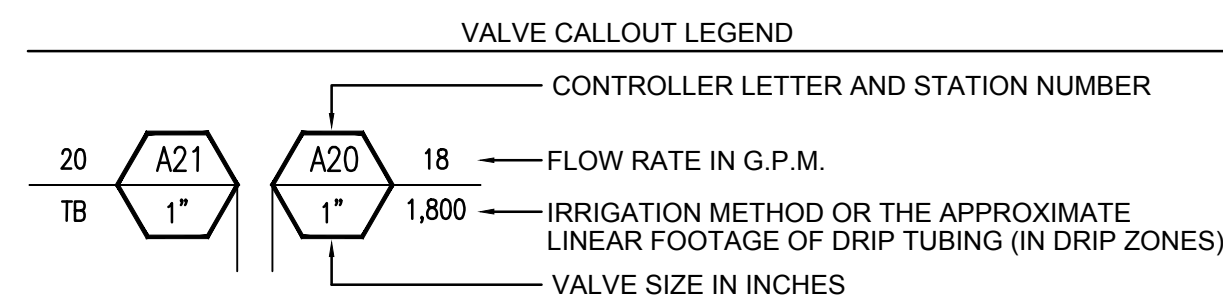 VALVE CALLOUT LEGEND
CONTROLLER LETTER AND STATION NUMBER
20 A21 A20 18 FLOW RATE IN G.P.M.
TB 1" 1" 1,800 IRRIGATION METHOD OR THE APPROXIMATE
LINEAR FOOTAGE OF DRIP TUBING (IN DRIP ZONES)
VALVE SIZE IN INCHES